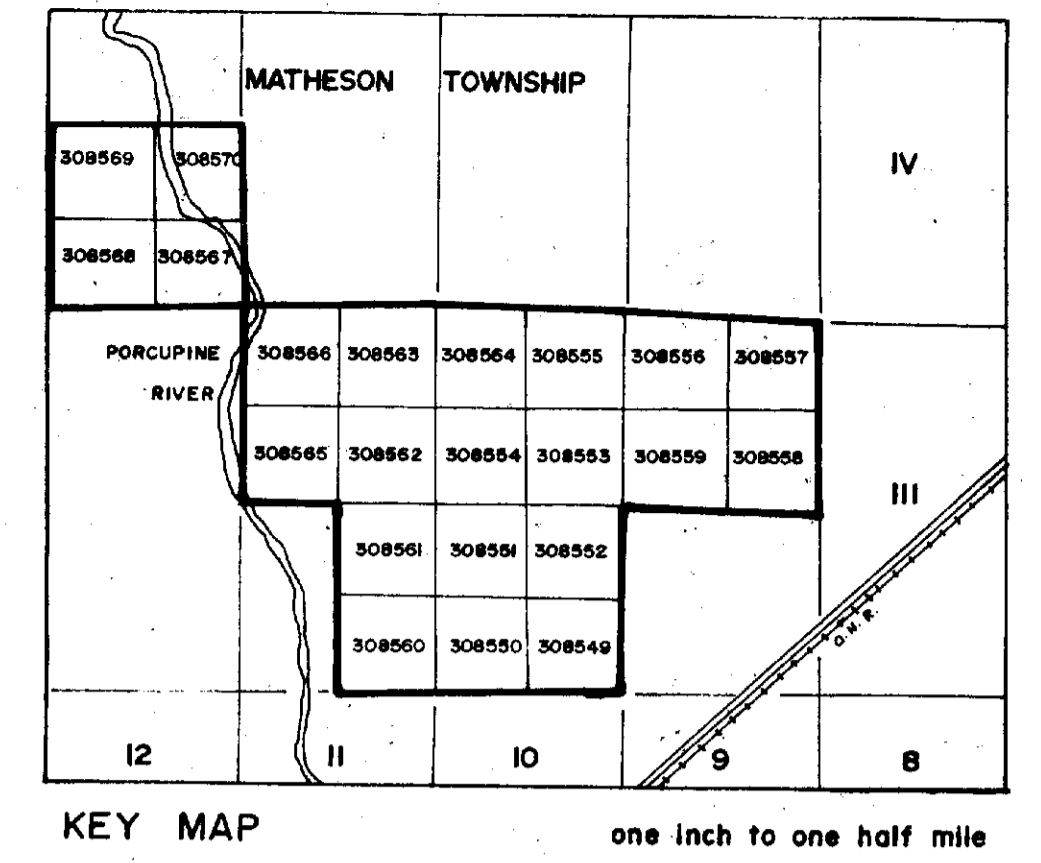 MATHESON TOWNSHIP
308569 308570
IV
308568 308567
PORCUPINE
RIVER
308566 308563 308564 308555 308556 308557
308565 308562 308554 308553 308559 308558
III
308561 308551 308552
O.N.R.
308560 308550 308549
12 11 10 9 8
KEY MAP
one inch to one half mile